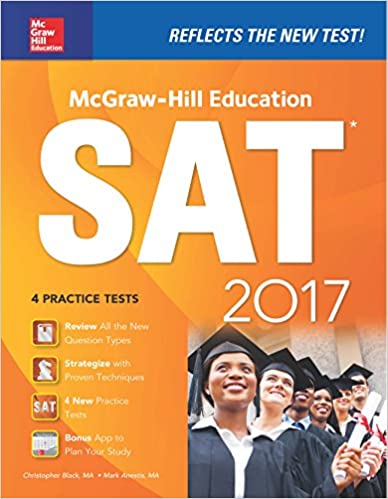 Mc
Graw
Hill
Education
REFLECTS THE NEW TEST!
McGraw-Hill Education
SAT*
2017
4 PRACTICE TESTS
Review All the New
Question Types
Strategize with
Proven Techniques
SAT
4 New Practice
Tests
Bonus App to
Plan Your Study
Christopher Black, MA • Mark Anestis, MA